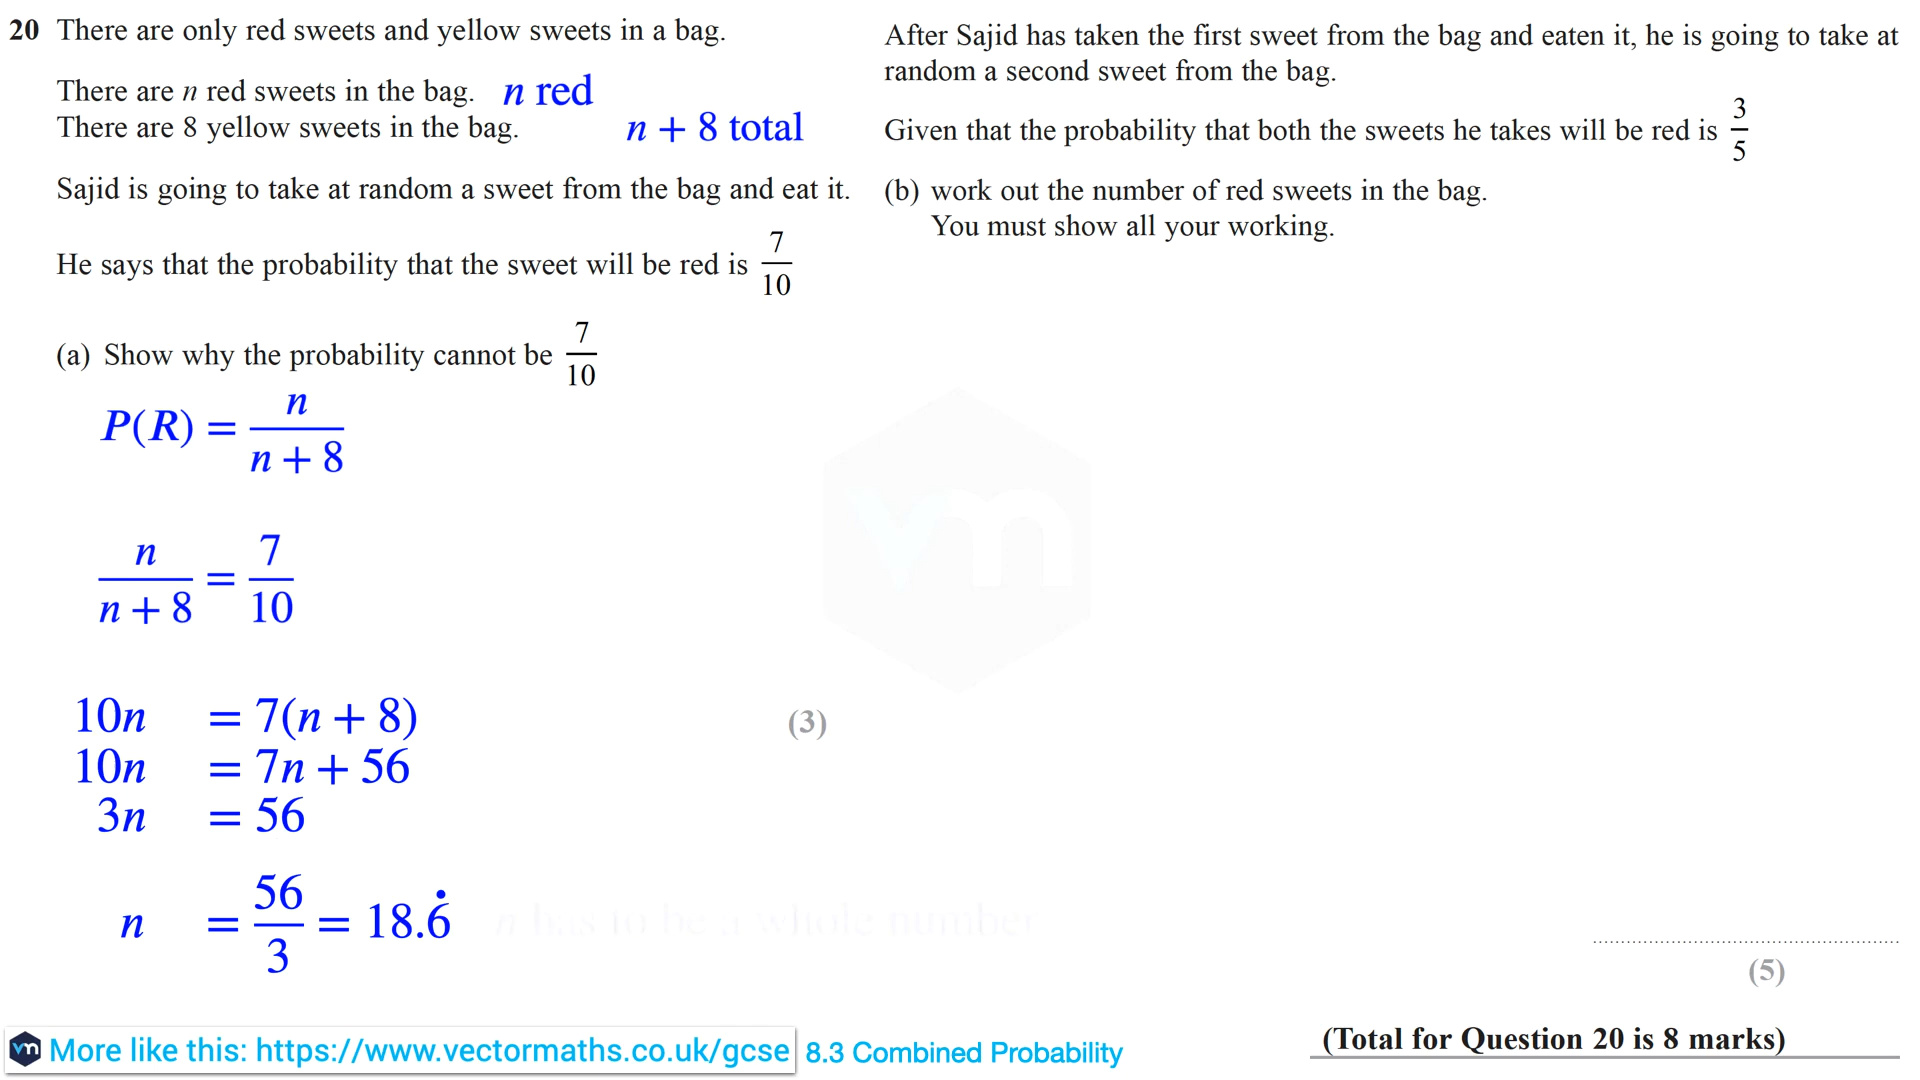 20 There are only red sweets and yellow sweets in a bag.
There are n red sweets in the bag. n red
There are 8 yellow sweets in the bag. n + 8 total
Sajid is going to take at random a sweet from the bag and eat it.
He says that the probability that the sweet will be red is 7/10
(a) Show why the probability cannot be 7/10
P(R) = n/(n + 8)
n/(n + 8) = 7/10
10n = 7(n + 8)
10n = 7n + 56
3n = 56
n = 56/3 = 18.6̇
n has to be a whole number
(3)
After Sajid has taken the first sweet from the bag and eaten it, he is going to take at
random a second sweet from the bag.
Given that the probability that both the sweets he takes will be red is 3/5
(b) work out the number of red sweets in the bag.
You must show all your working.
(5)
(Total for Question 20 is 8 marks)
vm More like this: https://www.vectormaths.co.uk/gcse 8.3 Combined Probability
vm